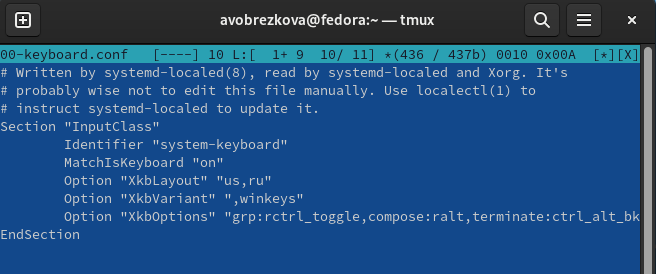 avobrezkova@fedora:~ — tmux
00-keyboard.conf [----] 10 L:[ 1+ 9 10/ 11] *(436 / 437b) 0010 0x00A [*][X]
# Written by systemd-localed(8), read by systemd-localed and Xorg. It's
# probably wise not to edit this file manually. Use localectl(1) to
# instruct systemd-localed to update it.
Section "InputClass"
Identifier "system-keyboard"
MatchIsKeyboard "on"
Option "XkbLayout" "us,ru"
Option "XkbVariant" ",winkeys"
Option "XkbOptions" "grp:rctrl_toggle,compose:ralt,terminate:ctrl_alt_bk
EndSection